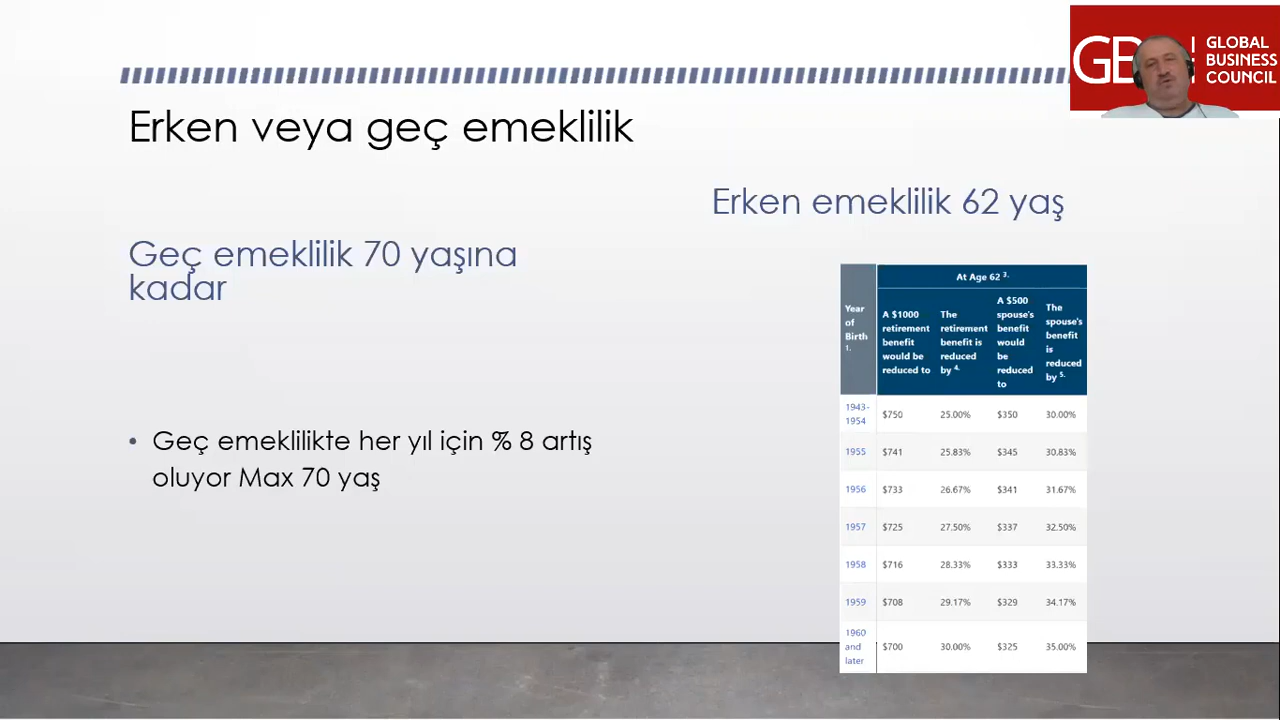 GB
GLOBAL
BUSINESS
COUNCIL
Erken veya geç emeklilik
Geç emeklilik 70 yaşına
kadar
• Geç emeklilikte her yıl için % 8 artış
oluyor Max 70 yaş
Erken emeklilik 62 yaş
At Age 62 3.
Year of Birth 1.
A $1000 retirement benefit would be reduced to
The retirement benefit is reduced by 4.
A $500 spouse's benefit would be reduced to
The spouse's benefit is reduced by 5.
1943-1954 $750 25.00% $350 30.00%
1955 $741 25.83% $345 30.83%
1956 $733 26.67% $341 31.67%
1957 $725 27.50% $337 32.50%
1958 $716 28.33% $333 33.33%
1959 $708 29.17% $329 34.17%
1960 and later $700 30.00% $325 35.00%